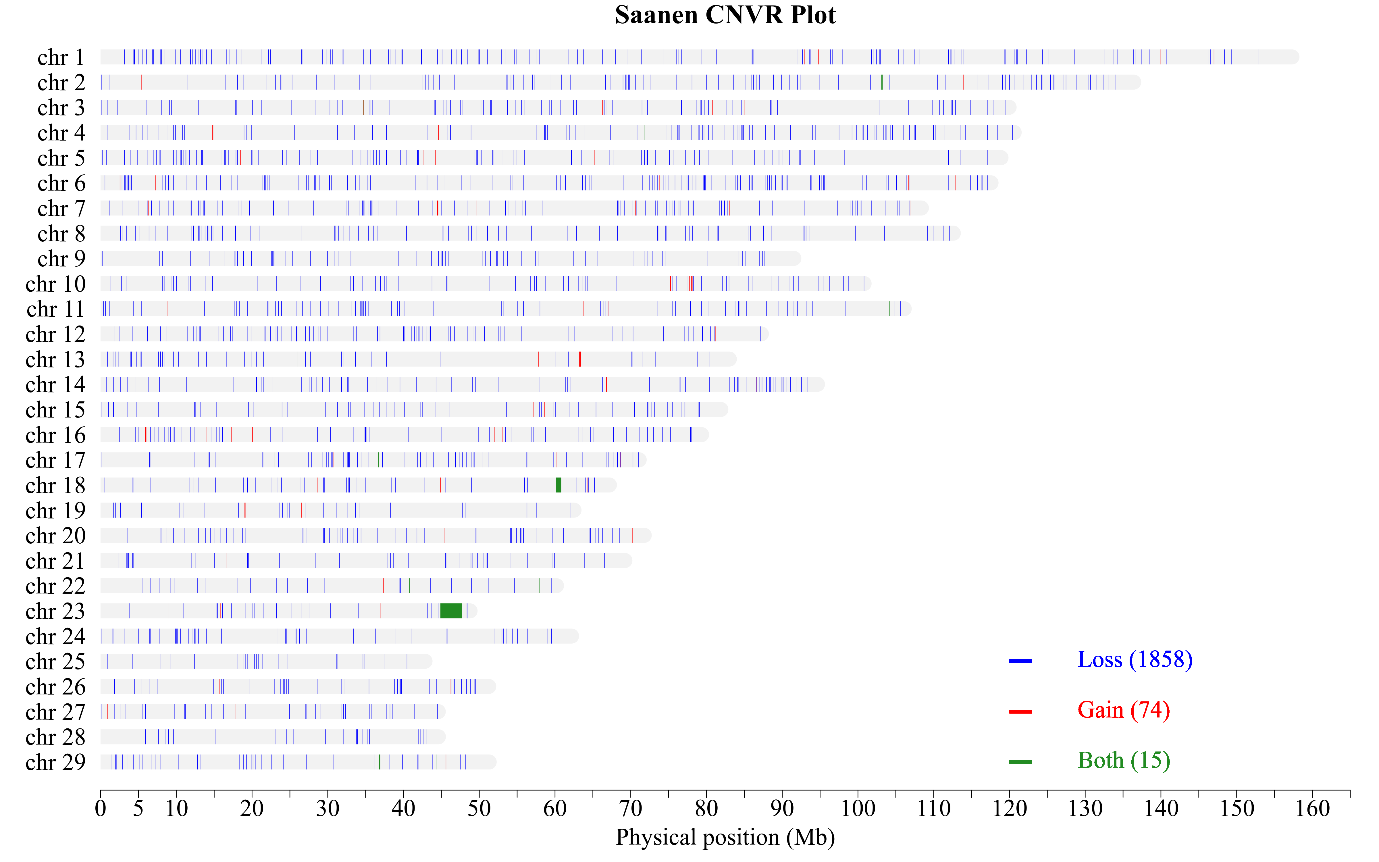 Saanen CNVR Plot
chr 1
chr 2
chr 3
chr 4
chr 5
chr 6
chr 7
chr 8
chr 9
chr 10
chr 11
chr 12
chr 13
chr 14
chr 15
chr 16
chr 17
chr 18
chr 19
chr 20
chr 21
chr 22
chr 23
chr 24
chr 25
chr 26
chr 27
chr 28
chr 29
Loss (1858)
Gain (74)
Both (15)
0 5 10 20 30 40 50 60 70 80 90 100 110 120 130 140 150 160
Physical position (Mb)